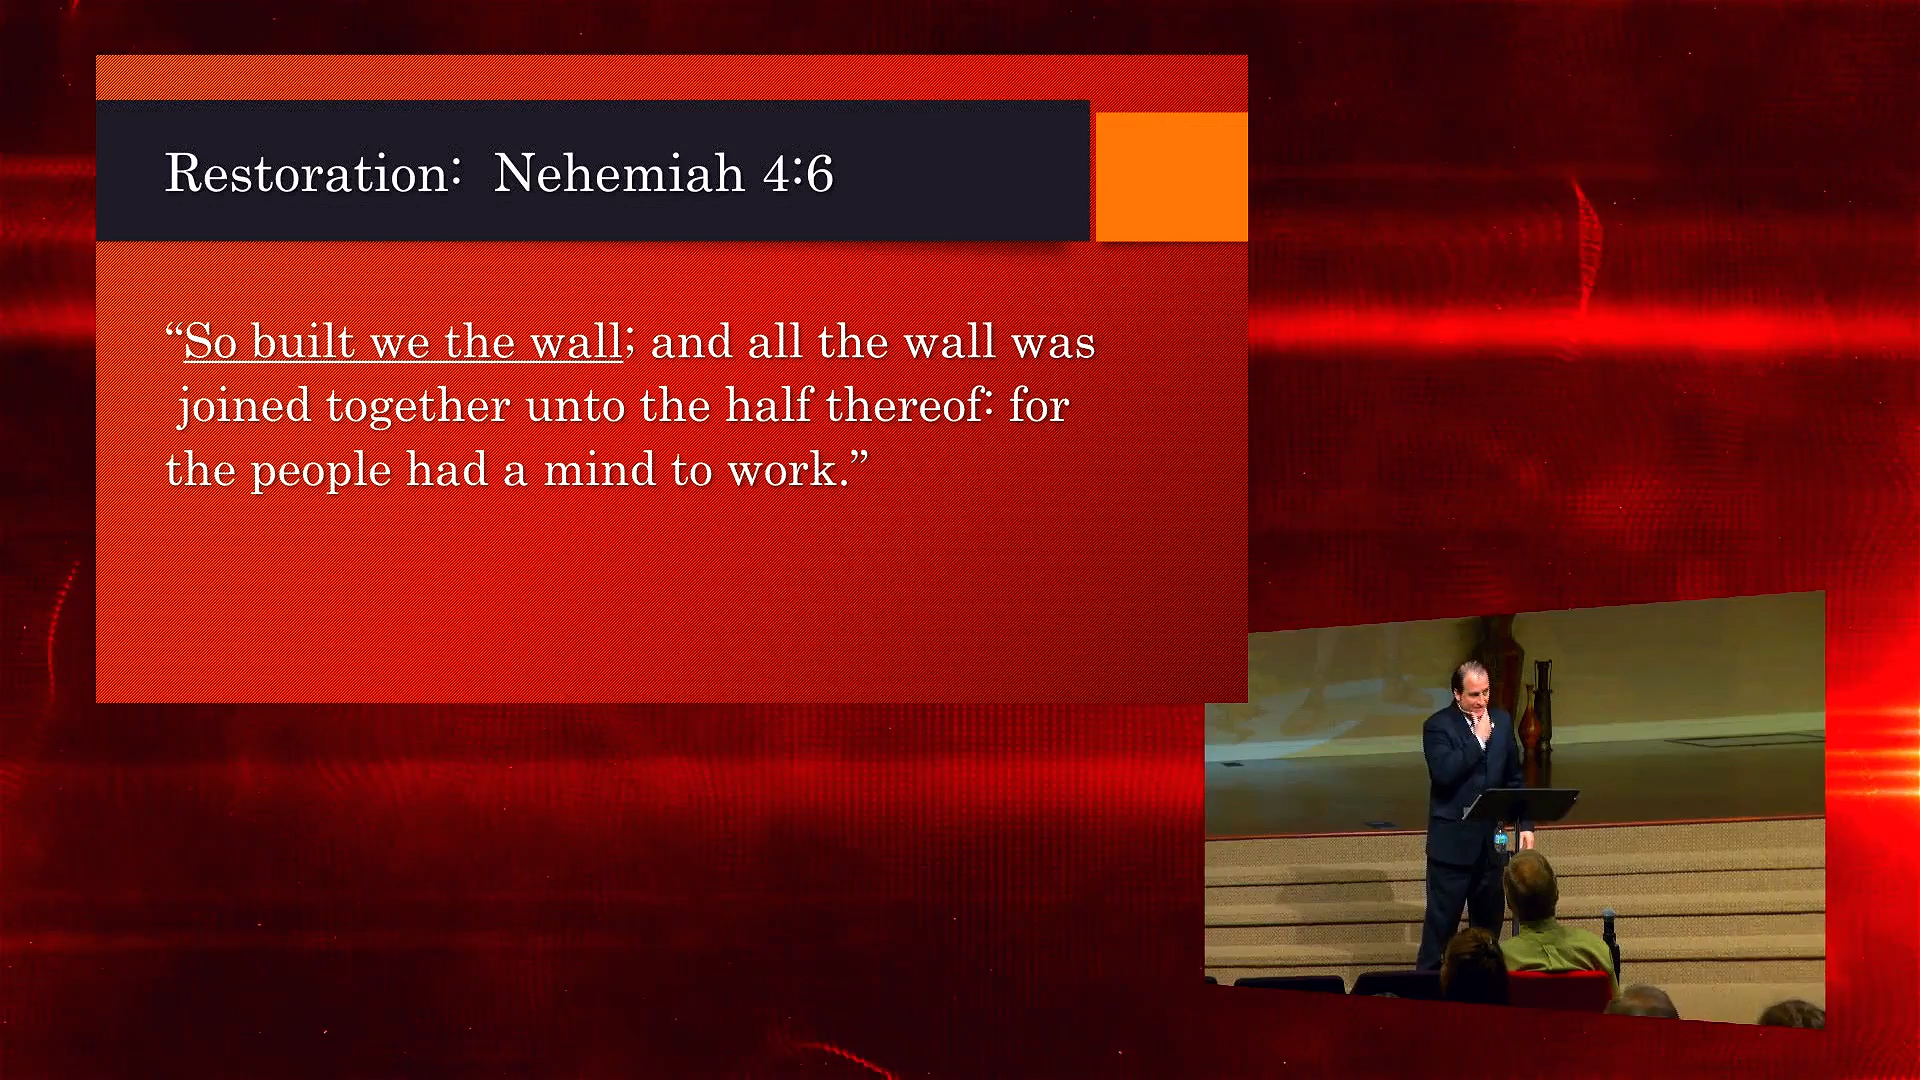 Restoration:  Nehemiah 4:6
“So built we the wall; and all the wall was
joined together unto the half thereof: for
the people had a mind to work.”